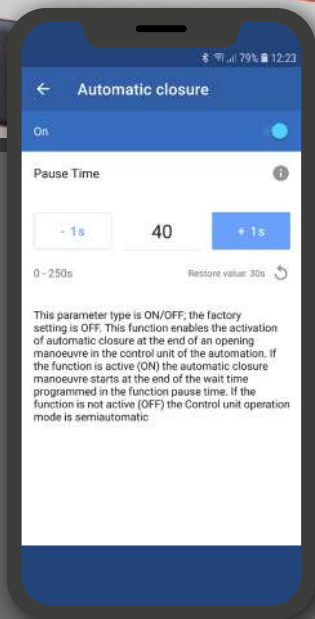 79% 12:23
Automatic closure
On
Pause Time
- 1s 40 + 1s
0 - 250s Restore value: 30s
This parameter type is ON/OFF; the factory
setting is OFF. This function enables the activation
of automatic closure at the end of an opening
manoeuvre in the control unit of the automation. If
the function is active (ON) the automatic closure
manoeuvre starts at the end of the wait time
programmed in the function pause time. If the
function is not active (OFF) the Control unit operation
mode is semiautomatic